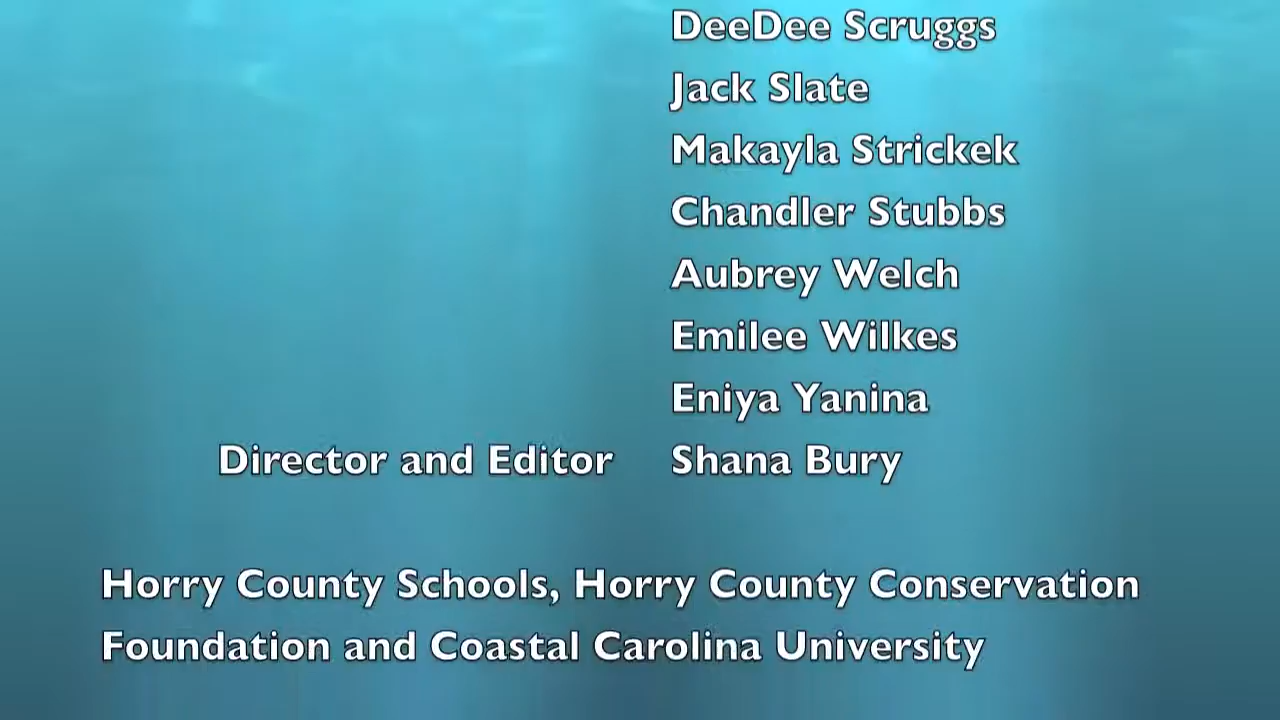 DeeDee Scruggs
Jack Slate
Makayla Strickek
Chandler Stubbs
Aubrey Welch
Emilee Wilkes
Eniya Yanina
Director and Editor Shana Bury
Horry County Schools, Horry County Conservation
Foundation and Coastal Carolina University